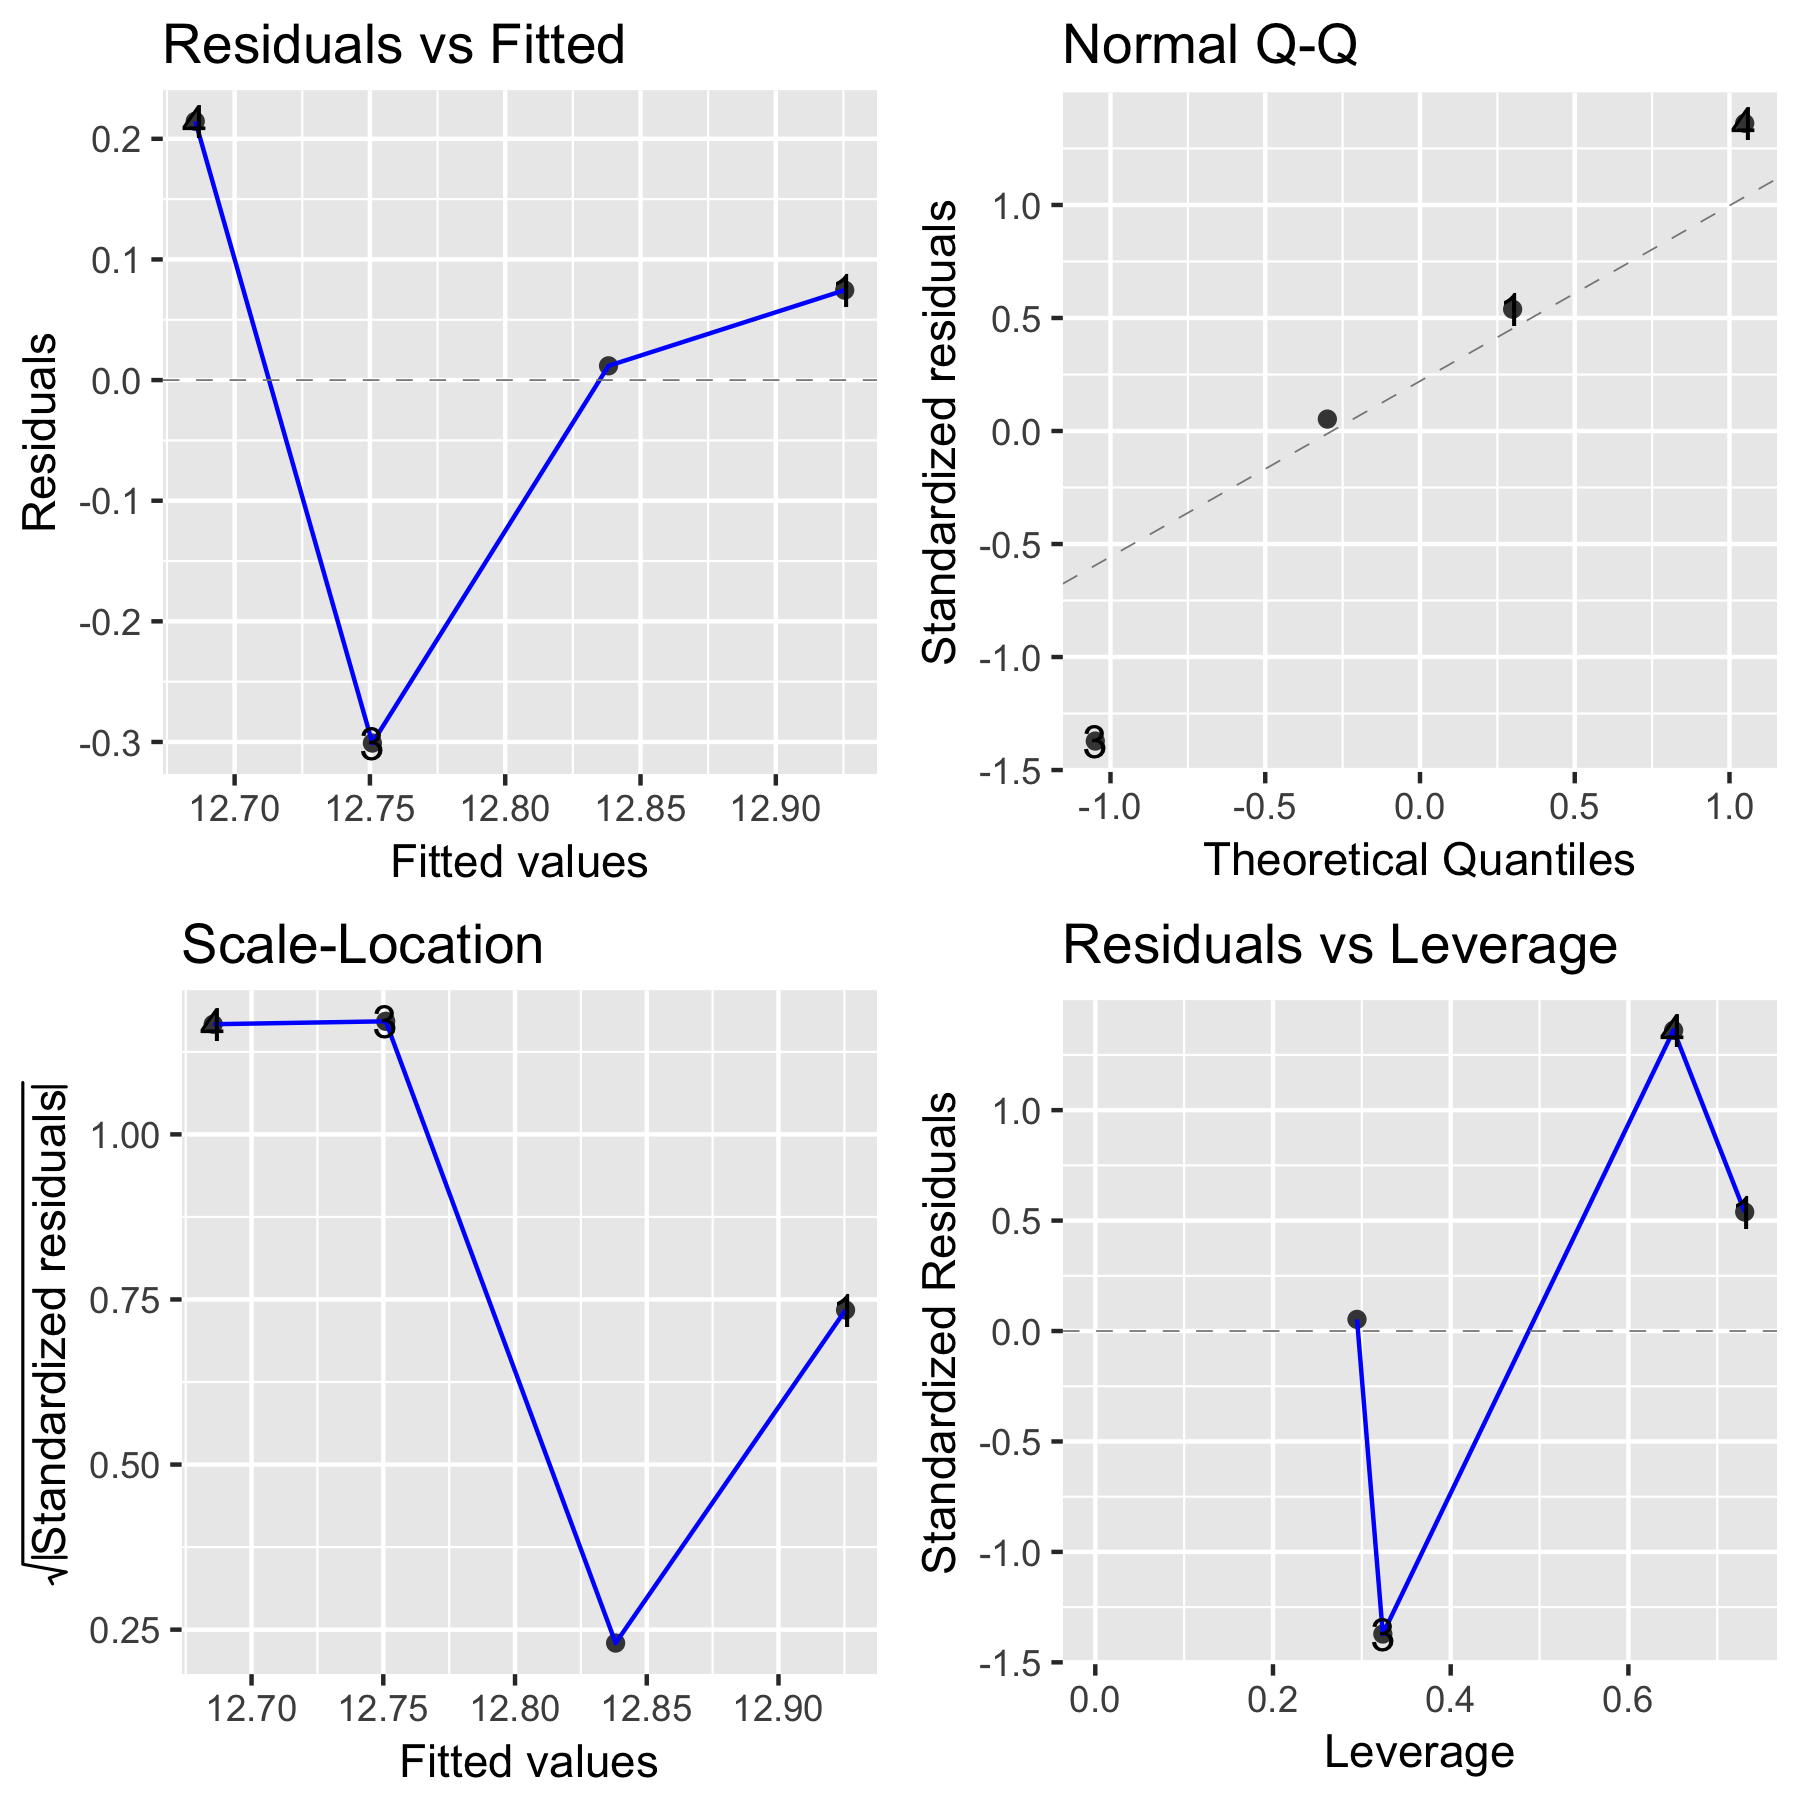 Residuals vs Fitted
4
0.2
0.1
1
0.0
-0.1
-0.2
3
-0.3
Residuals
12.70 12.75 12.80 12.85 12.90
Fitted values
Normal Q-Q
4
1.0
1
0.5
0.0
-0.5
-1.0
3
-1.5
Standardized residuals
-1.0 -0.5 0.0 0.5 1.0
Theoretical Quantiles
Scale-Location
4 3
1.00
0.75
1
0.50
0.25
√|Standardized residuals|
12.70 12.75 12.80 12.85 12.90
Fitted values
Residuals vs Leverage
4
1.0
1
0.5
0.0
-0.5
-1.0
3
-1.5
Standardized Residuals
0.0 0.2 0.4 0.6
Leverage